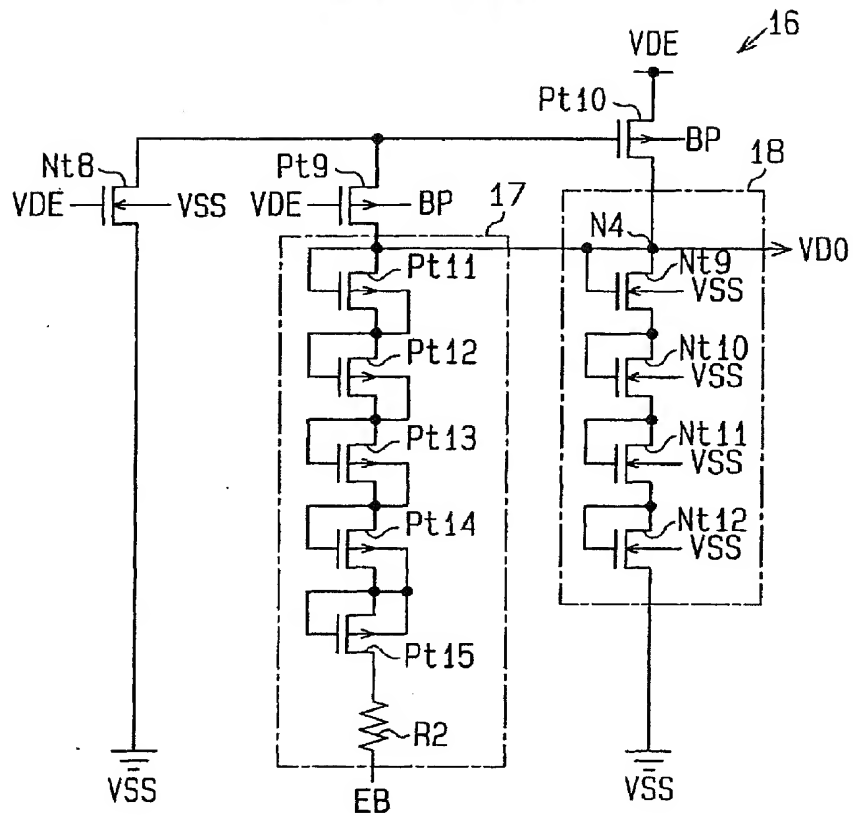 16
VDE
Pt10
BP
18
Nt8
VDE
VSS
Pt9
VDE
BP
17
N4
VDO
Pt11
Nt9
VSS
Pt12
Nt10
VSS
Pt13
Nt11
VSS
Pt14
Nt12
VSS
Pt15
R2
EB
VSS
VSS